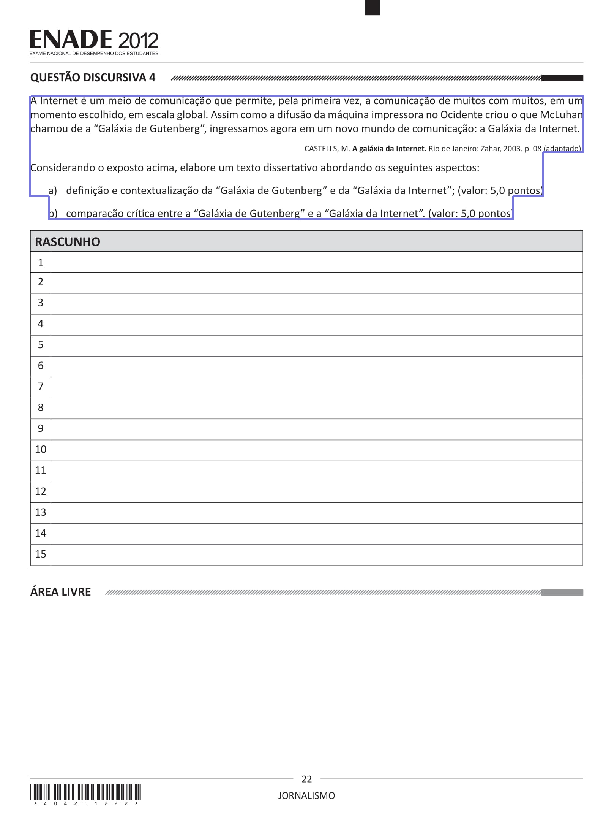 ENADE 2012
EXAME NACIONAL DE DESEMPENHO DOS ESTUDANTES
QUESTÃO DISCURSIVA 4
A Internet é um meio de comunicação que permite, pela primeira vez, a comunicação de muitos com muitos, em um
momento escolhido, em escala global. Assim como a difusão da máquina impressora no Ocidente criou o que McLuhan
chamou de a “Galáxia de Gutenberg”, ingressamos agora em um novo mundo de comunicação: a Galáxia da Internet.
CASTELLS, M. A galáxia da Internet. Rio de Janeiro: Zahar, 2003. p. 08 (adaptado).
Considerando o exposto acima, elabore um texto dissertativo abordando os seguintes aspectos:
a) definição e contextualização da “Galáxia de Gutenberg” e da “Galáxia da Internet”; (valor: 5,0 pontos)
b) comparação crítica entre a “Galáxia de Gutenberg” e a “Galáxia da Internet”. (valor: 5,0 pontos)
RASCUNHO
1
2
3
4
5
6
7
8
9
10
11
12
13
14
15
ÁREA LIVRE
22
JORNALISMO